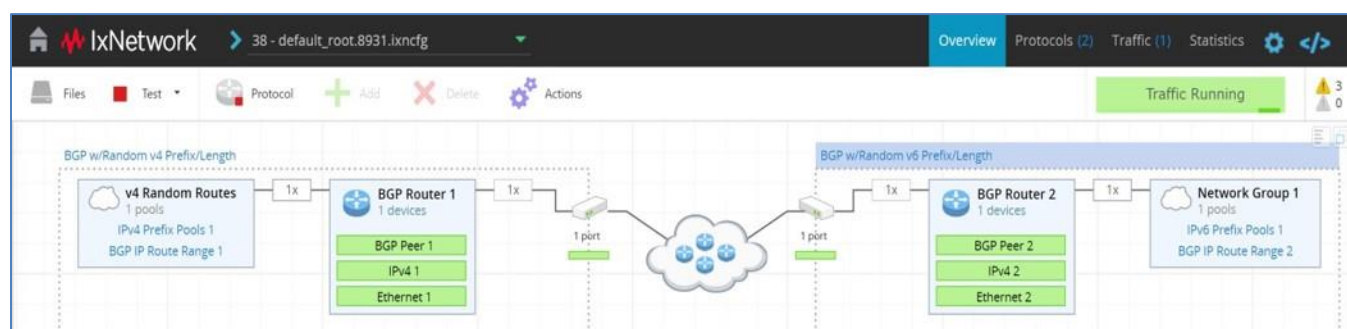 IxNetwork
38 - default_root.8931.ixncfg
Overview
Protocols (2)
Traffic (1)
Statistics
</>
Files
Test
Protocol
Add
Delete
Actions
Traffic Running
3
0
BGP w/Random v4 Prefix/Length
v4 Random Routes
1 pools
IPv4 Prefix Pools 1
BGP IP Route Range 1
1x
BGP Router 1
1 devices
BGP Peer 1
IPv4 1
Ethernet 1
1x
1 port
BGP w/Random v6 Prefix/Length
1 port
1x
BGP Router 2
1 devices
BGP Peer 2
IPv4 2
Ethernet 2
1x
Network Group 1
1 pools
IPv6 Prefix Pools 1
BGP IP Route Range 2